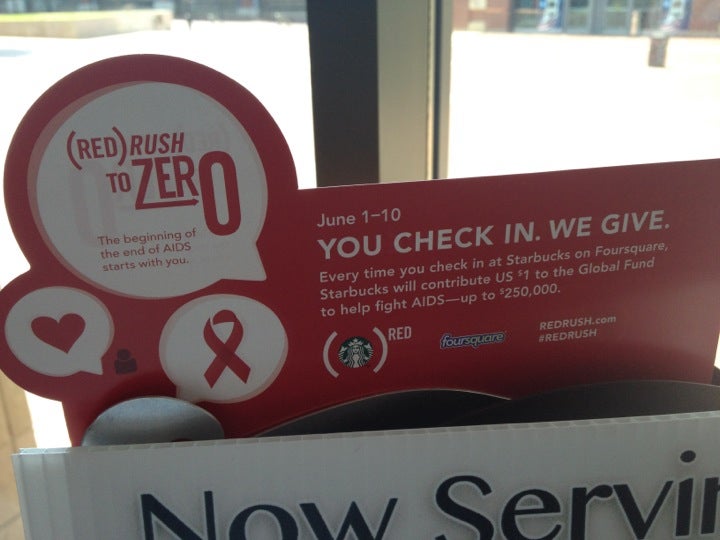 (RED) RUSH
TO ZERO
The beginning of
the end of AIDS
starts with you.
June 1–10
YOU CHECK IN. WE GIVE.
Every time you check in at Starbucks on Foursquare,
Starbucks will contribute US $1 to the Global Fund
to help fight AIDS—up to $250,000.
( ) RED
foursquare
REDRUSH.com
#REDRUSH
Now Servin